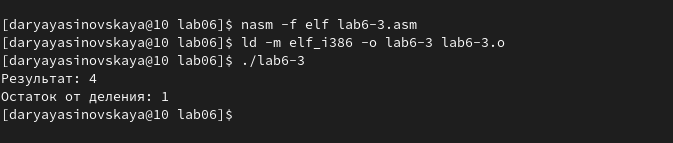 [daryayasinovskaya@10 lab06]$ nasm -f elf lab6-3.asm
[daryayasinovskaya@10 lab06]$ ld -m elf_i386 -o lab6-3 lab6-3.o
[daryayasinovskaya@10 lab06]$ ./lab6-3
Результат: 4
Остаток от деления: 1
[daryayasinovskaya@10 lab06]$